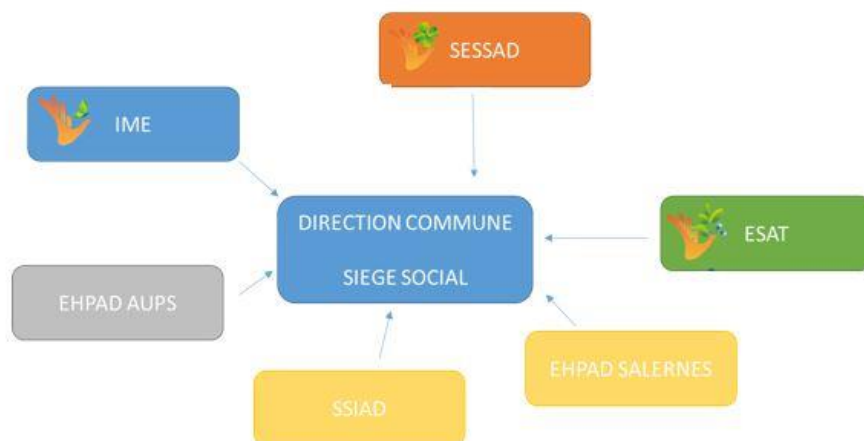 SESSAD
IME
DIRECTION COMMUNE
SIEGE SOCIAL
ESAT
EHPAD AUPS
EHPAD SALERNES
SSIAD